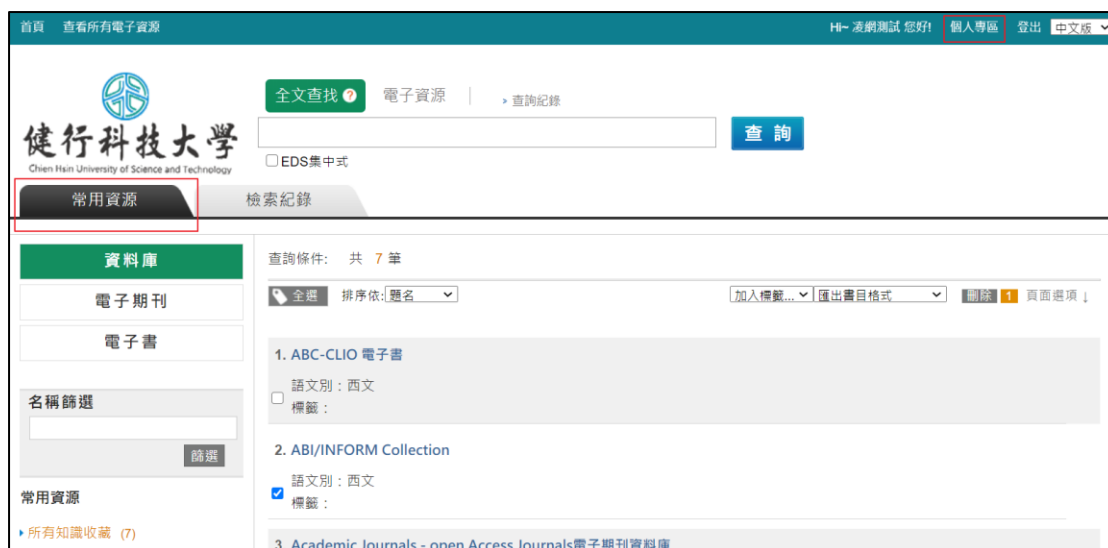 首頁 查看所有電子資源 Hi~ 凌網測試 您好! 個人專區 登出 中文版
全文查找 ? 電子資源 查詢紀錄
健行科技大學
Chien Hsin University of Science and Technology
查 詢
EDS集中式
常用資源 檢索紀錄
資料庫
電子期刊
電子書
名稱篩選
篩選
常用資源
所有知識收藏 (7)
查詢條件: 共 7 筆
全選 排序依: 題名 加入標籤... 匯出書目格式 刪除 1 頁面選項↓
1. ABC-CLIO 電子書
語文別：西文
標籤：
2. ABI/INFORM Collection
語文別：西文
標籤：
3. Academic Journals - open Access Journals電子期刊資料庫